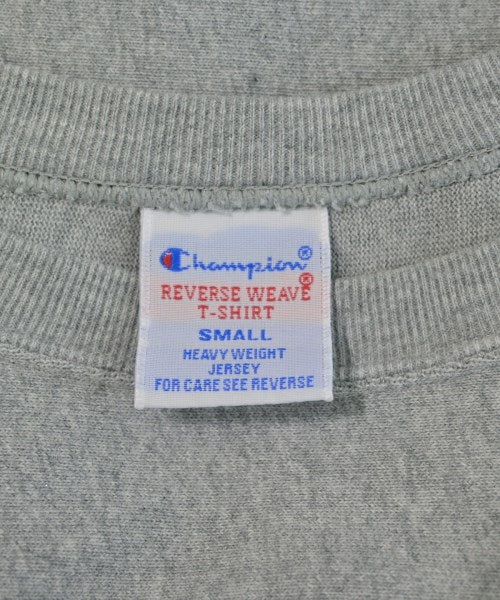 Champion®
REVERSE WEAVE®
T-SHIRT
SMALL
HEAVY WEIGHT
JERSEY
FOR CARE SEE REVERSE